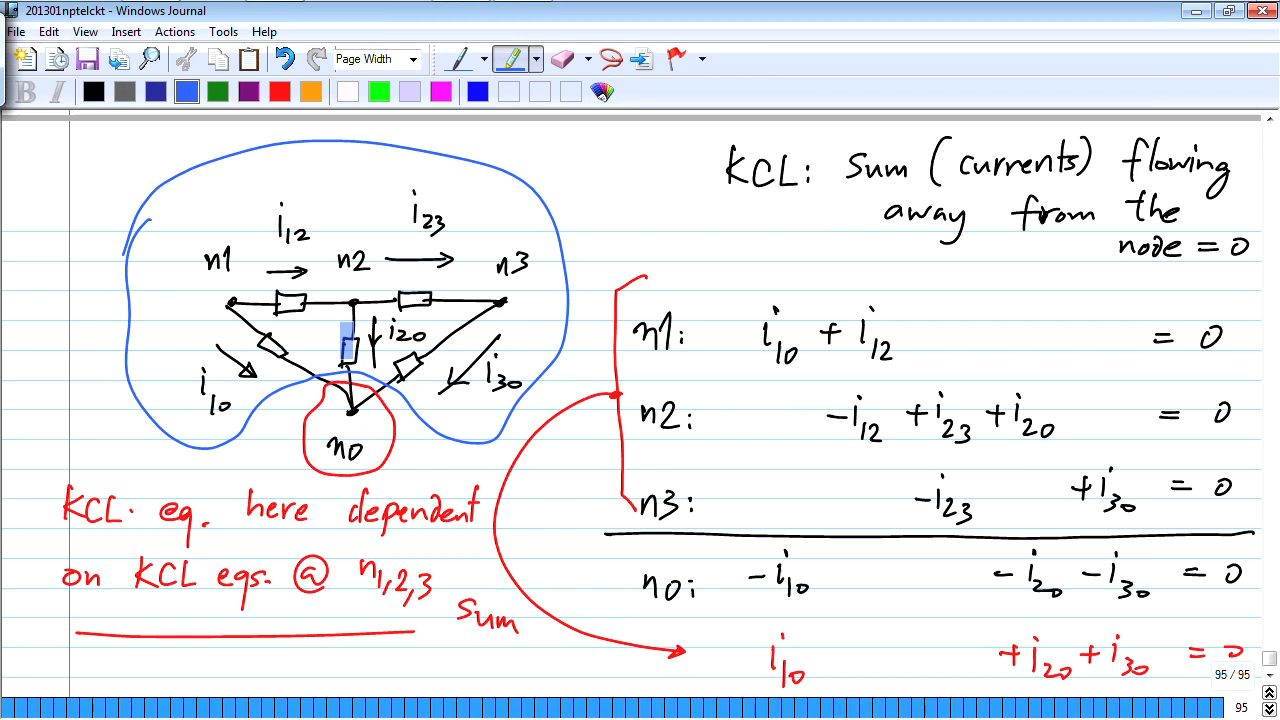 201301nptelckt - Windows Journal
File Edit View Insert Actions Tools Help
Page Width
B I
KCL: Sum (currents) flowing
away from the
node = 0
i12 i23
n1 n2 n3
i20
i10 i30
n0
n1: i10 + i12 = 0
n2: -i12 +i23 +i20 = 0
n3: -i23 +i30 = 0
n0: -i10 -i20 -i30 = 0
KCL eq. here dependent
on KCL eqs. @ n1,2,3
Sum
i10 +i20 +i30 = 0
95 / 95
95